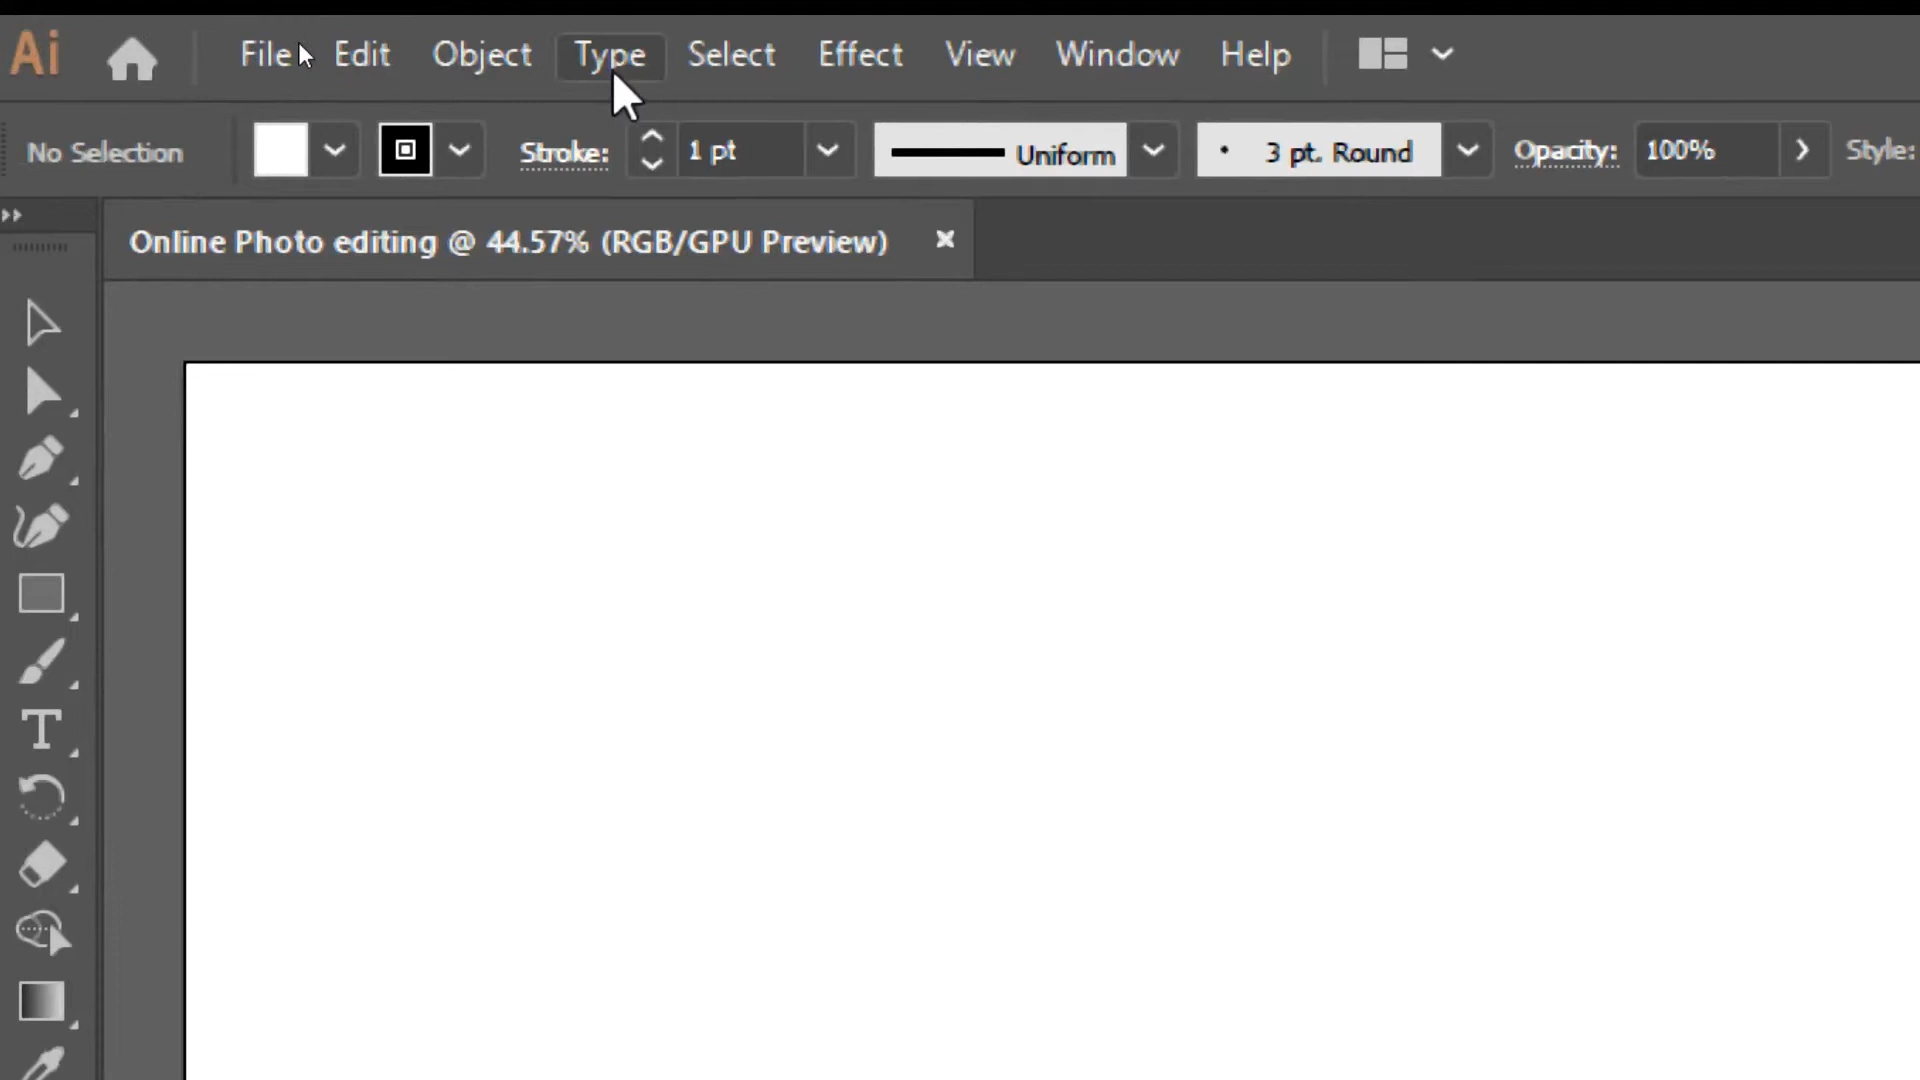 Ai File Edit Object Type Select Effect View Window Help
No Selection Stroke: 1 pt Uniform 3 pt. Round Opacity: 100% Style:
Online Photo editing @ 44.57% (RGB/GPU Preview) ×
T